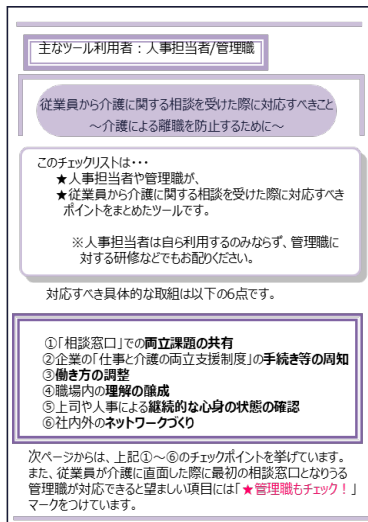 主なツール利用者：人事担当者/管理職
従業員から介護に関する相談を受けた際に対応すべきこと
～介護による離職を防止するために～
このチェックリストは・・・
★人事担当者や管理職が、
★従業員から介護に関する相談を受けた際に対応すべき
ポイントをまとめたツールです。
※人事担当者は自ら利用するのみならず、管理職に
対する研修などでもお配りください。
対応すべき具体的な取組は以下の6点です。
①「相談窓口」での両立課題の共有
②企業の「仕事と介護の両立支援制度」の手続き等の周知
③働き方の調整
④職場内の理解の醸成
⑤上司や人事による継続的な心身の状態の確認
⑥社内外のネットワークづくり
次ページからは、上記①～⑥のチェックポイントを挙げています。
また、従業員が介護に直面した際に最初の相談窓口となりうる
管理職が対応できると望ましい項目には「★管理職もチェック！」
マークをつけています。